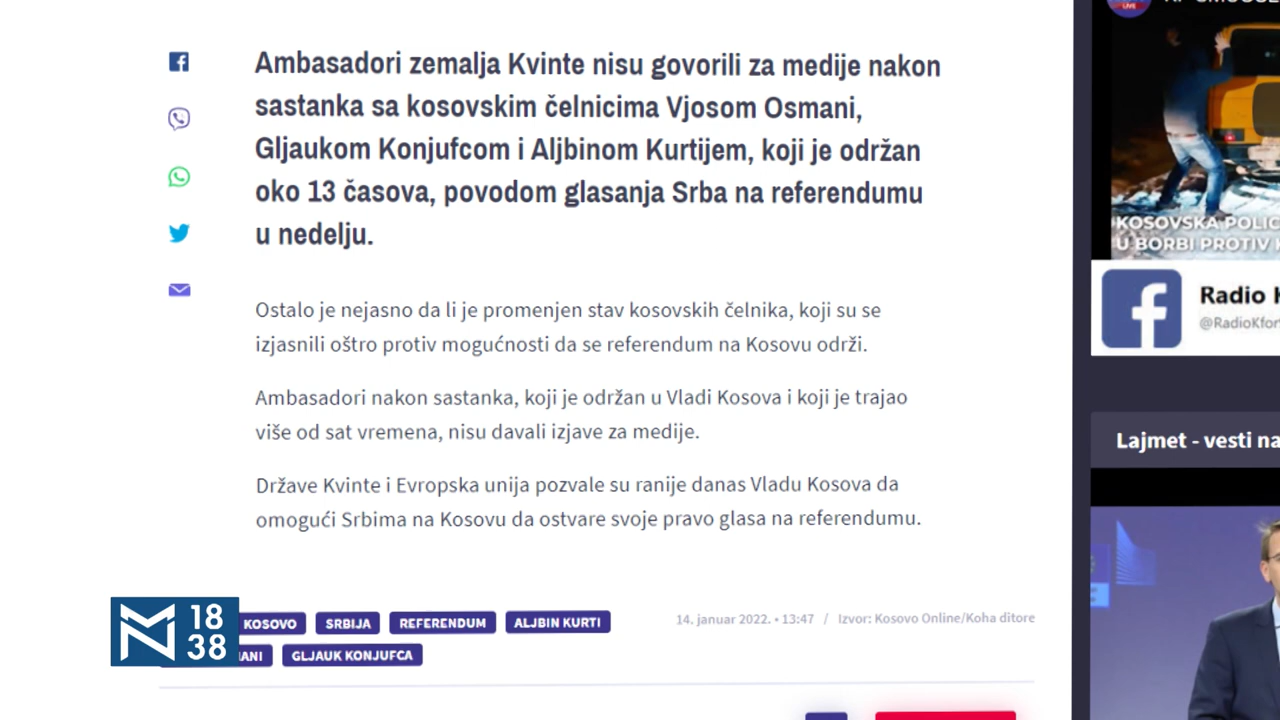 Ambasadori zemalja Kvinte nisu govorili za medije nakon
sastanka sa kosovskim čelnicima Vjosom Osmani,
Gljaukom Konjufcom i Aljbinom Kurtijem, koji je održan
oko 13 časova, povodom glasanja Srba na referendumu
u nedelju.
Ostalo je nejasno da li je promenjen stav kosovskih čelnika, koji su se
izjasnili oštro protiv mogućnosti da se referendum na Kosovu održi.
Ambasadori nakon sastanka, koji je održan u Vladi Kosova i koji je trajao
više od sat vremena, nisu davali izjave za medije.
Države Kvinte i Evropska unija pozvale su ranije danas Vladu Kosova da
omogući Srbima na Kosovu da ostvare svoje pravo glasa na referendumu.
KOSOVO SRBIJA REFERENDUM ALJBIN KURTI
GLJAUK KONJUFCA
14. januar 2022. • 13:47 / Izvor: Kosovo Online/Koha ditore
18
38
LIVE
KOSOVSKA POLIC
U BORBI PROTIV
Radio
@RadioKfor
Lajmet - vesti na